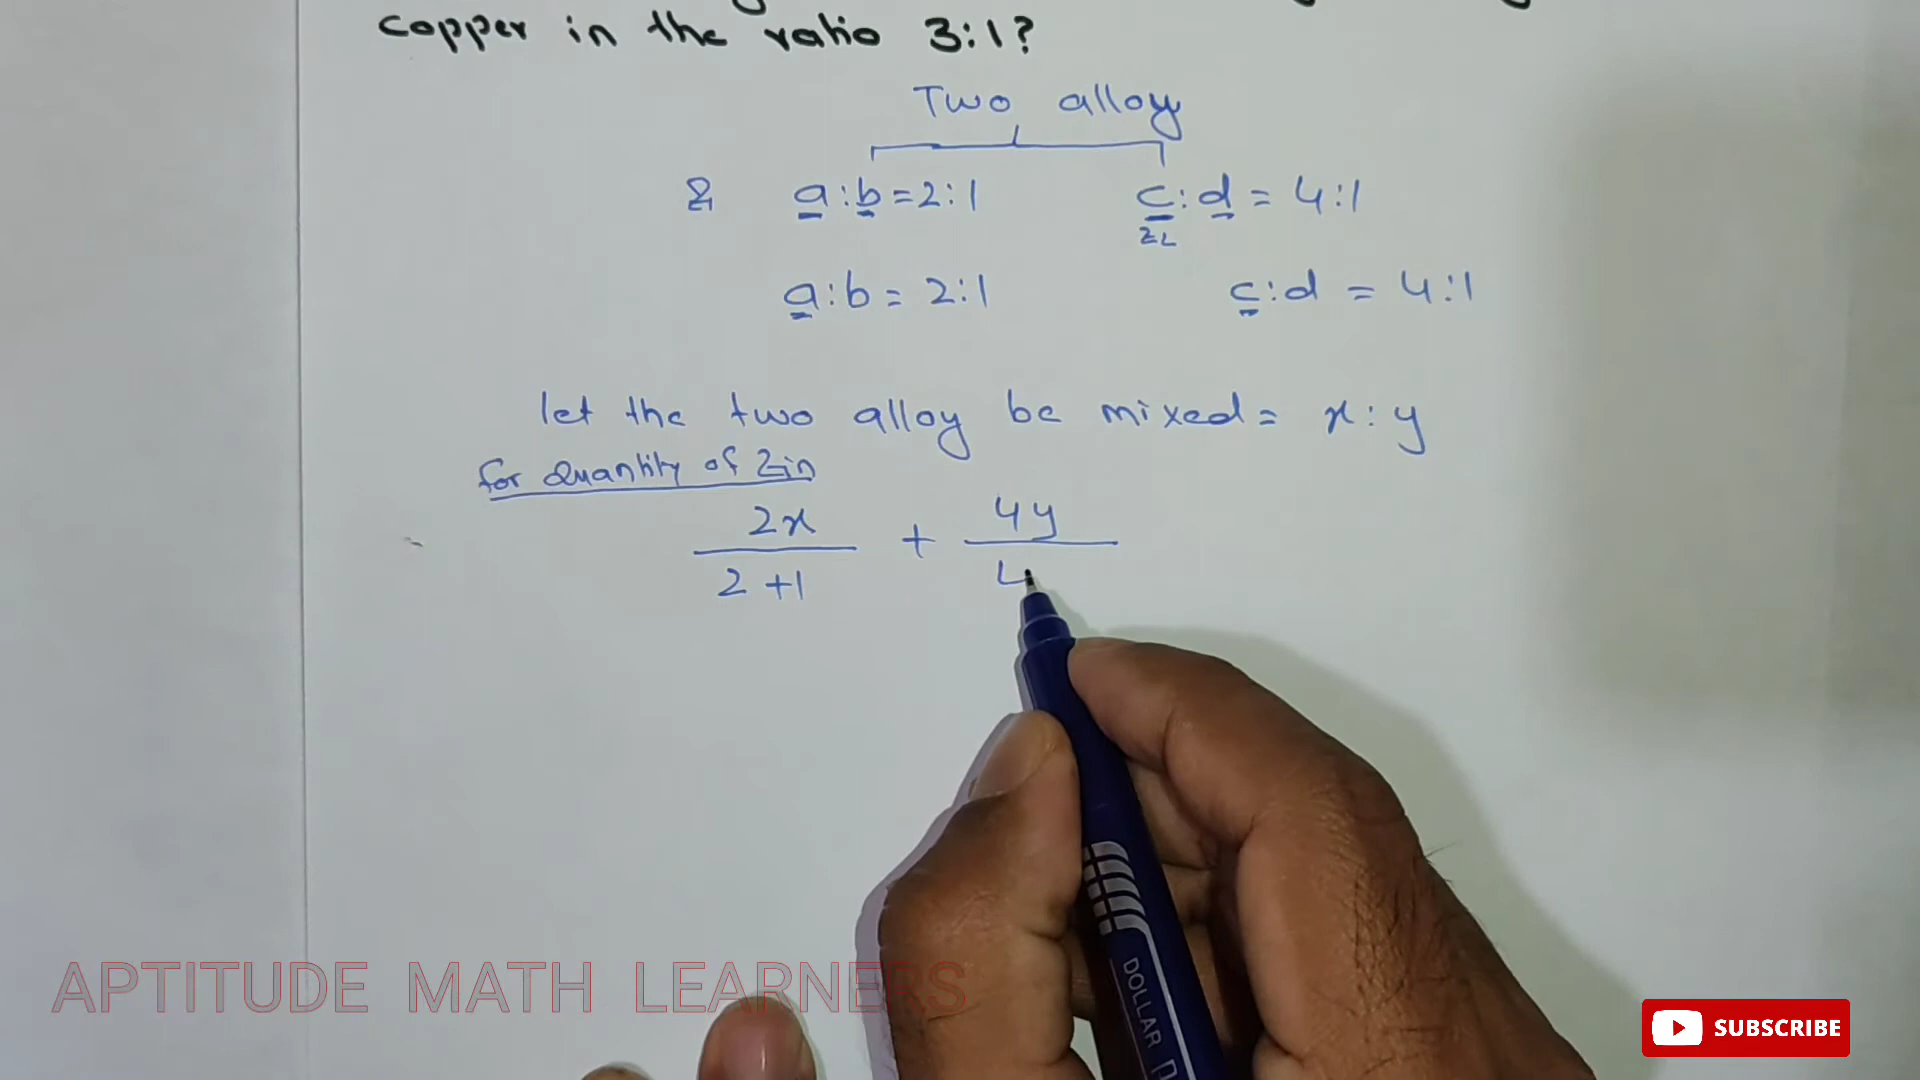 copper in the ratio 3:1?
Two alloy
& a:b=2:1 c:d = 4:1
a:b= 2:1 c:d = 4:1
let the two alloy be mixed= x:y
for Quantity of Zin
2x + 4y
2 +1 4
APTITUDE MATH LEARNERS
DOLLAR
SUBSCRIBE